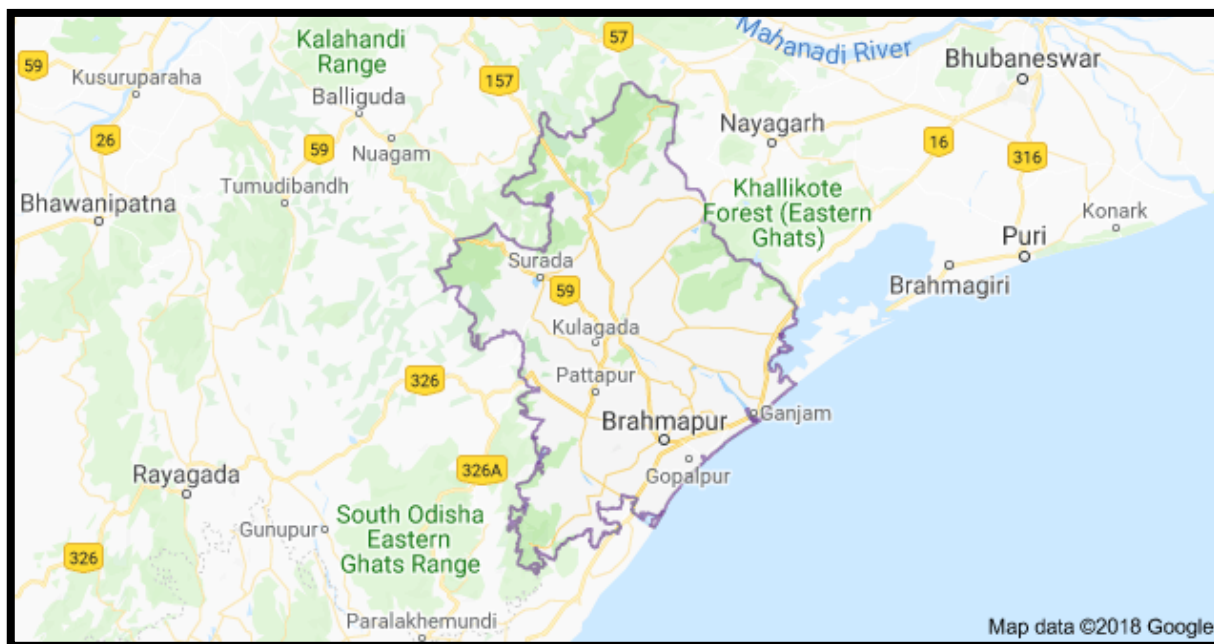 57
Mahanadi River
Kalahandi
Range
59
Kusuruparaha
157
Bhubaneswar
Balliguda
26
59
Nuagam
Nayagarh
16
316
Tumudibandh
Bhawanipatna
Khallikote
Forest (Eastern
Ghats)
Konark
Puri
Surada
Brahmagiri
59
Kulagada
326
Pattapur
Brahmapur
Ganjam
326A
Gopalpur
Rayagada
South Odisha
Eastern
Ghats Range
Gunupur
326
Paralakhemundi
Map data ©2018 Google